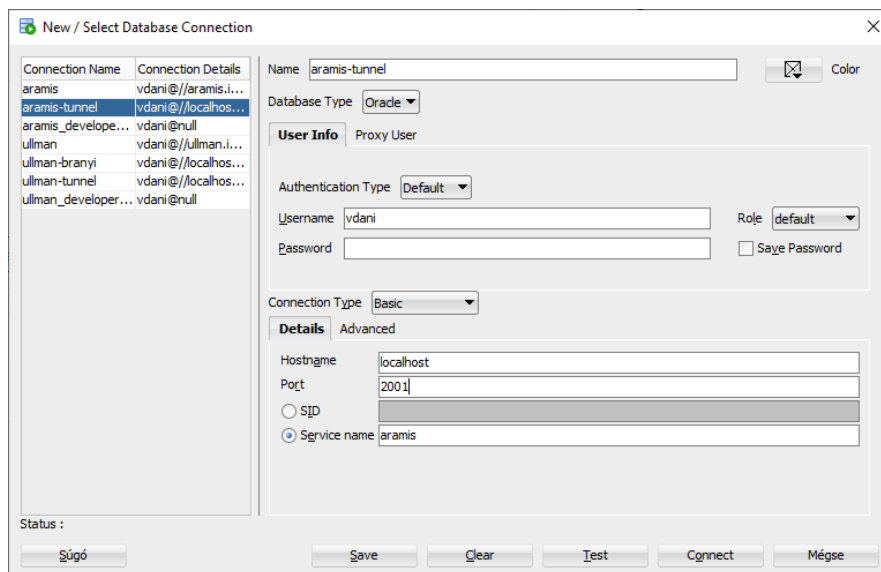 New / Select Database Connection
Connection Name Connection Details
aramis vdani@//aramis.i...
aramis-tunnel vdani@//localhos...
aramis_develope... vdani@null
ullman vdani@//ullman.i...
ullman-branyi vdani@//localhos...
ullman-tunnel vdani@//localhos...
ullman_developer... vdani@null
Name aramis-tunnel Color
Database Type Oracle
User Info Proxy User
Authentication Type Default
Username vdani Role default
Password Save Password
Connection Type Basic
Details Advanced
Hostname localhost
Port 2001
SID
Service name aramis
Status :
Súgó Save Clear Test Connect Mégse